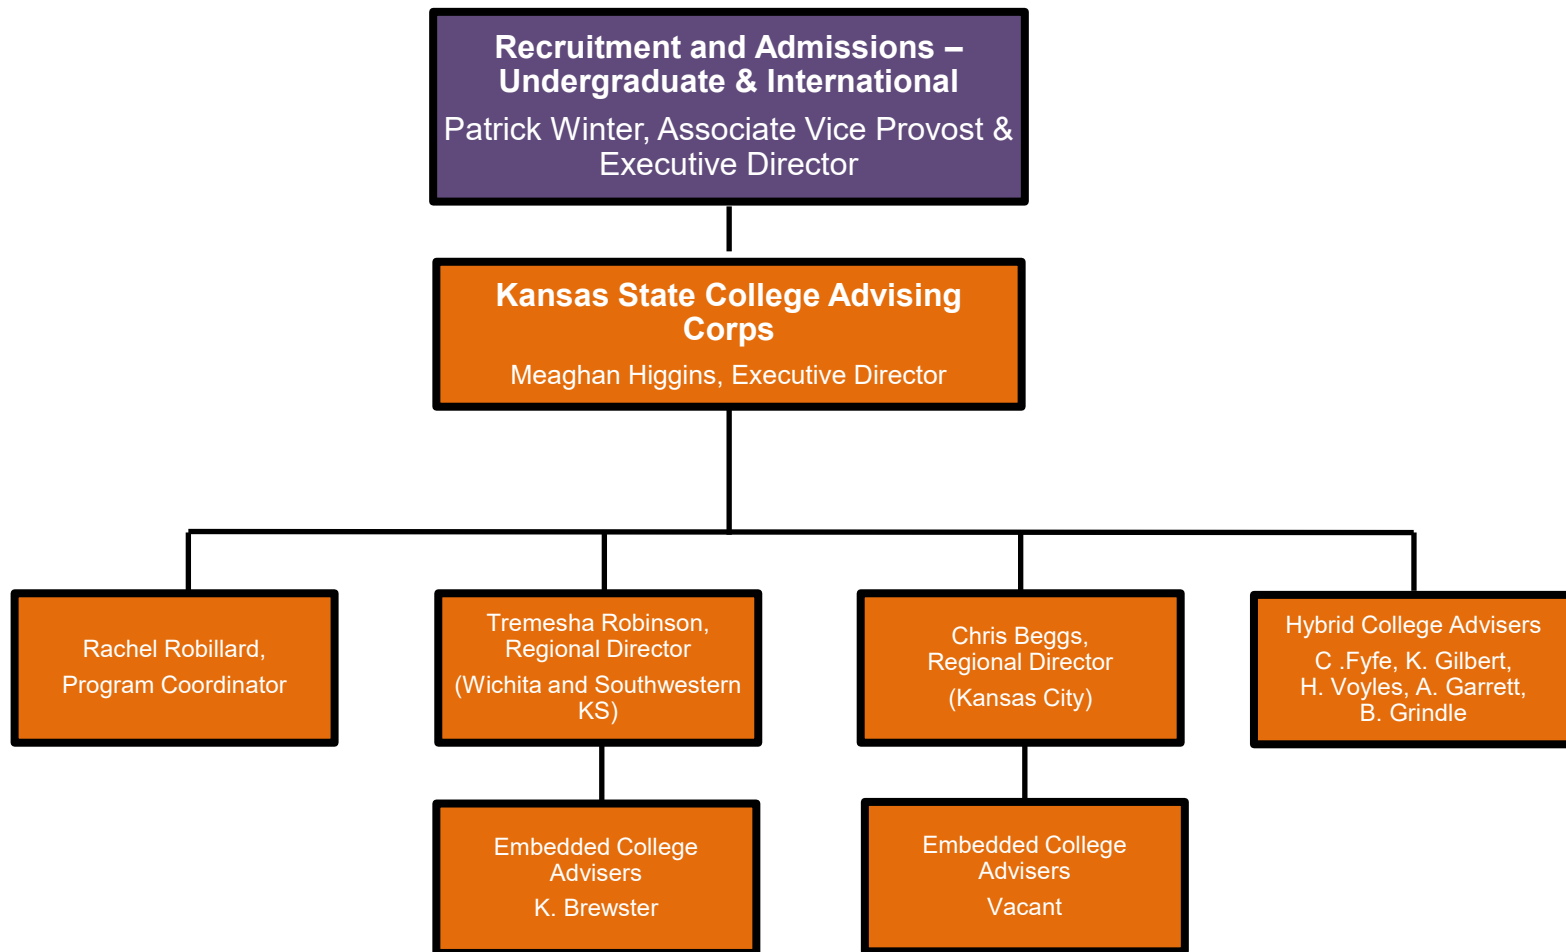 Recruitment and Admissions –
Undergraduate & International
Patrick Winter, Associate Vice Provost &
Executive Director
Kansas State College Advising
Corps
Meaghan Higgins, Executive Director
Rachel Robillard,
Program Coordinator
Tremesha Robinson,
Regional Director
(Wichita and Southwestern
KS)
Chris Beggs,
Regional Director
(Kansas City)
Hybrid College Advisers
C .Fyfe, K. Gilbert,
H. Voyles, A. Garrett,
B. Grindle
Embedded College
Advisers
K. Brewster
Embedded College
Advisers
Vacant